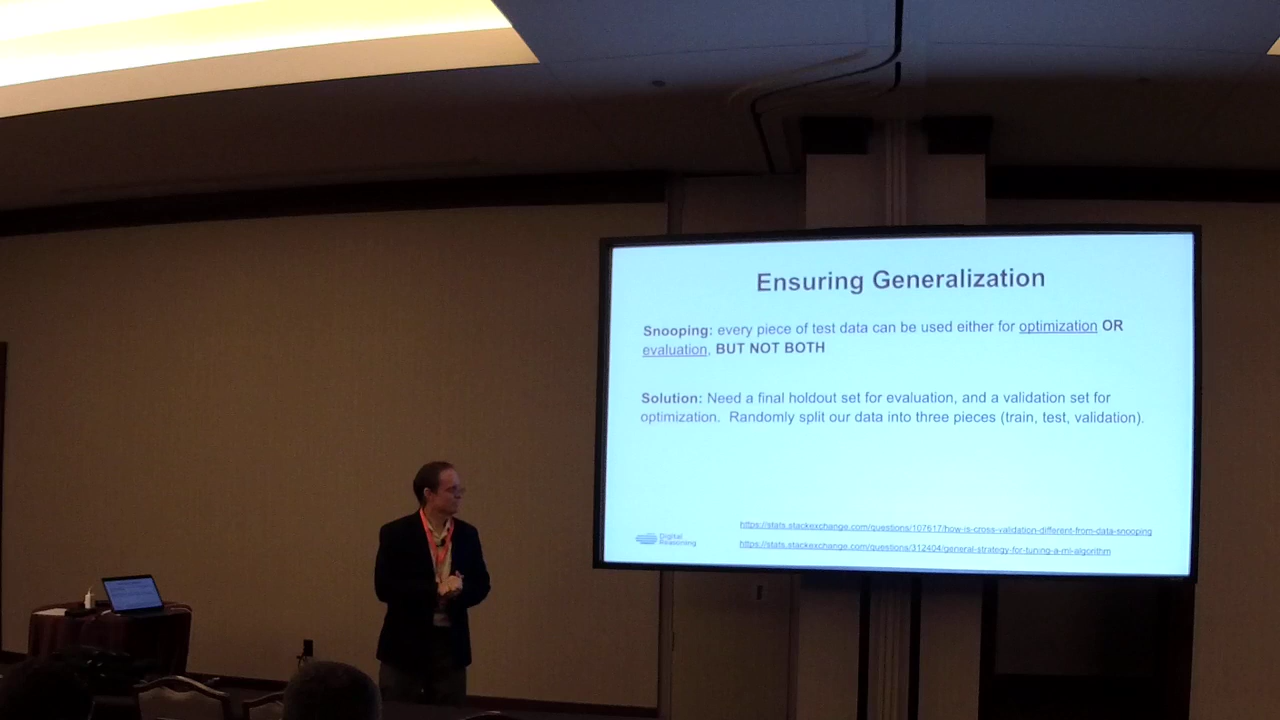 Ensuring Generalization
Snooping: every piece of test data can be used either for optimization OR
evaluation, BUT NOT BOTH
Solution: Need a final holdout set for evaluation, and a validation set for
optimization.  Randomly split our data into three pieces (train, test, validation).
https://stats.stackexchange.com/questions/107617/how-is-cross-validation-different-from-data-snooping
https://stats.stackexchange.com/questions/312404/general-strategy-for-tuning-a-ml-algorithm
Digital
Reasoning